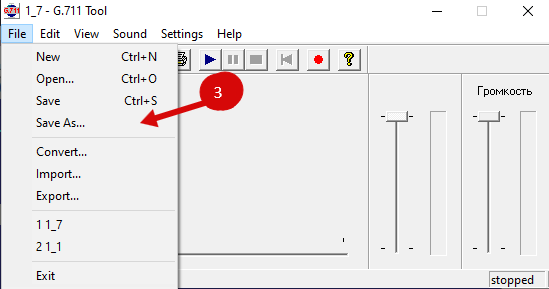 G.711
1_7 - G.711 Tool
File Edit View Sound Settings Help
New Ctrl+N
Open... Ctrl+O
Save Ctrl+S
Save As...
3
Convert...
Import...
Export...
1 1_7
2 1_1
Exit
?
Громкость
stopped